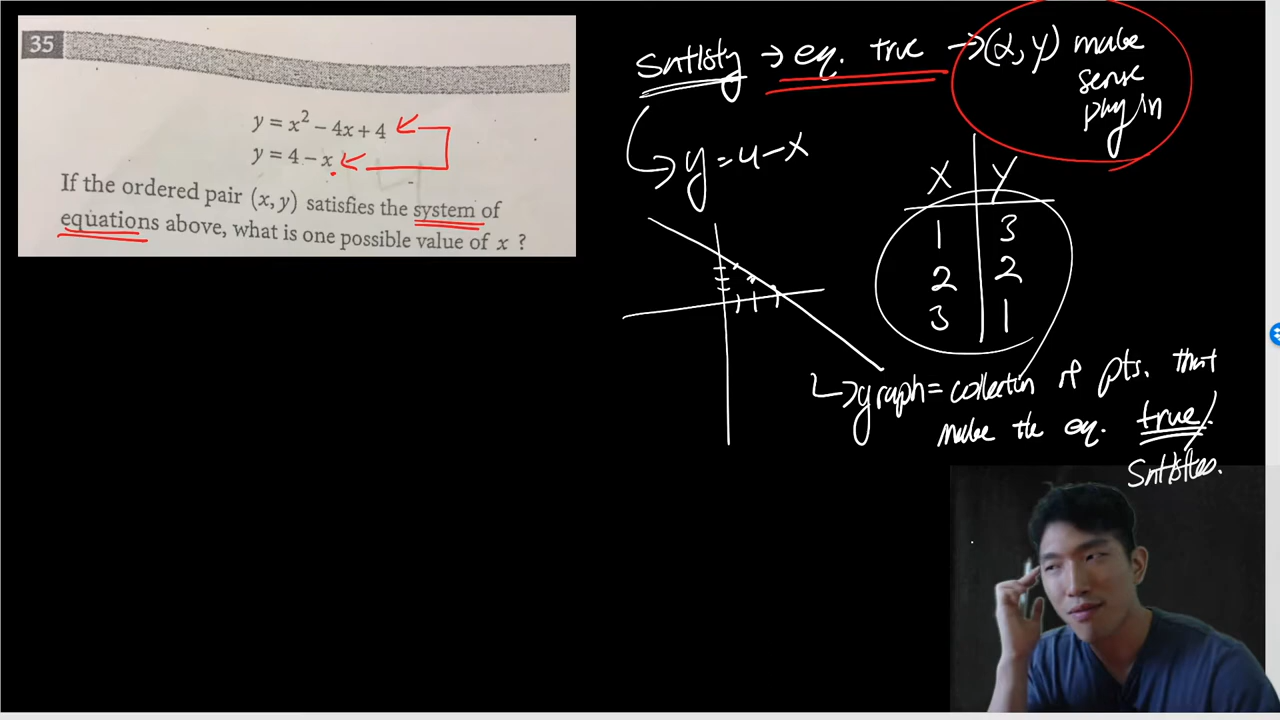 35
y = x² − 4x + 4
y = 4 − x
If the ordered pair (x, y) satisfies the system of
equations above, what is one possible value of x ?
satisfy → eq. true → (x, y) make
sense
plug in
y = 4 − x
X Y
1 3
2 2
3 1
graph = collection of pts. that
make the eq. true/
satisfies.